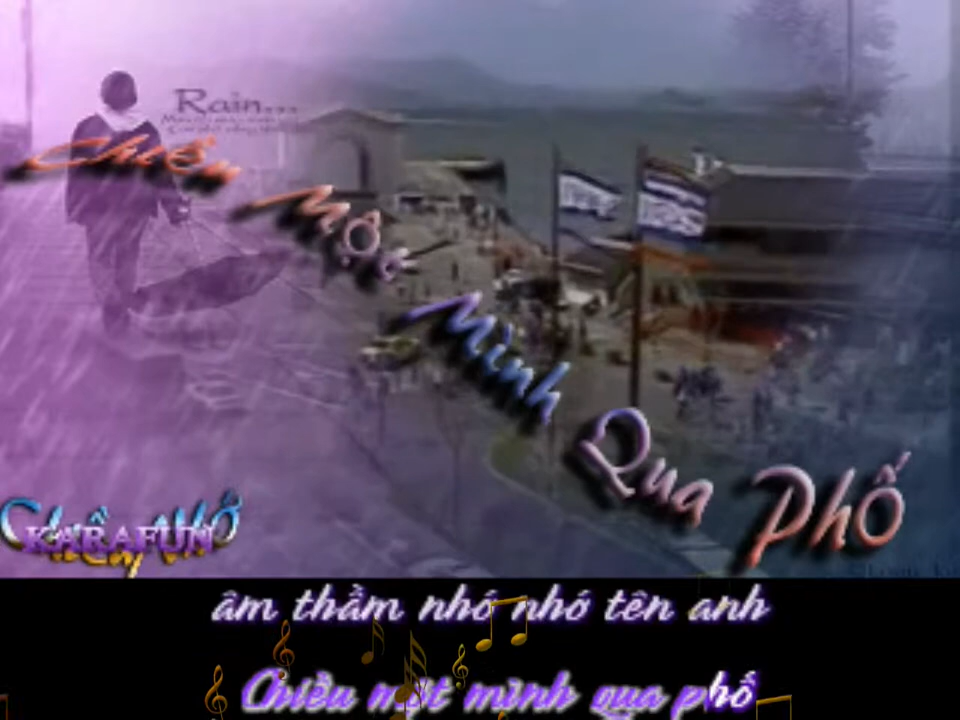 Rain...
Chiều Một Mình Qua Phố
KARAFUN
âm thầm nhớ nhớ tên anh
Chiều một mình qua phố